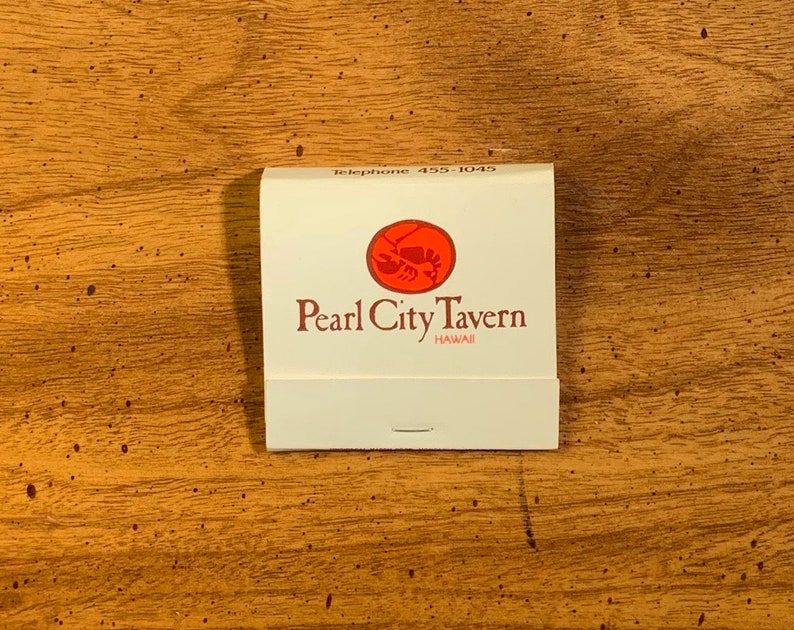 Telephone 455-1045
Pearl City Tavern
HAWAII